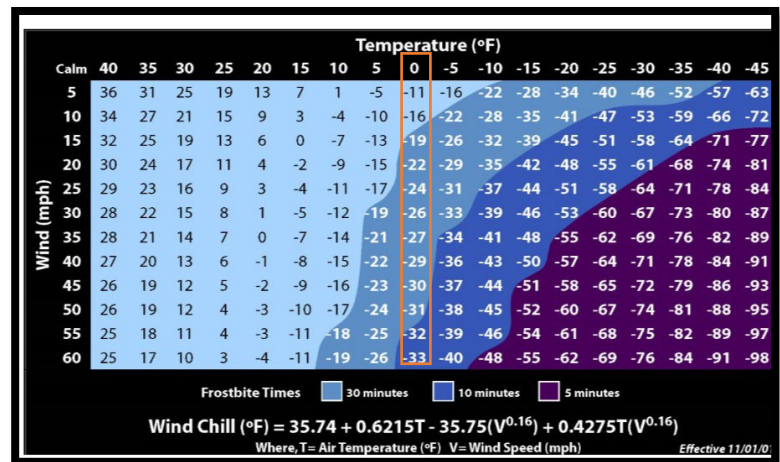 Temperature (ºF)
Calm 40 35 30 25 20 15 10 5 0 -5 -10 -15 -20 -25 -30 -35 -40 -45
5 36 31 25 19 13 7 1 -5 -11 -16 -22 -28 -34 -40 -46 -52 -57 -63
10 34 27 21 15 9 3 -4 -10 -16 -22 -28 -35 -41 -47 -53 -59 -66 -72
15 32 25 19 13 6 0 -7 -13 -19 -26 -32 -39 -45 -51 -58 -64 -71 -77
20 30 24 17 11 4 -2 -9 -15 -22 -29 -35 -42 -48 -55 -61 -68 -74 -81
25 29 23 16 9 3 -4 -11 -17 -24 -31 -37 -44 -51 -58 -64 -71 -78 -84
30 28 22 15 8 1 -5 -12 -19 -26 -33 -39 -46 -53 -60 -67 -73 -80 -87
35 28 21 14 7 0 -7 -14 -21 -27 -34 -41 -48 -55 -62 -69 -76 -82 -89
40 27 20 13 6 -1 -8 -15 -22 -29 -36 -43 -50 -57 -64 -71 -78 -84 -91
45 26 19 12 5 -2 -9 -16 -23 -30 -37 -44 -51 -58 -65 -72 -79 -86 -93
50 26 19 12 4 -3 -10 -17 -24 -31 -38 -45 -52 -60 -67 -74 -81 -88 -95
55 25 18 11 4 -3 -11 -18 -25 -32 -39 -46 -54 -61 -68 -75 -82 -89 -97
60 25 17 10 3 -4 -11 -19 -26 -33 -40 -48 -55 -62 -69 -76 -84 -91 -98
Wind (mph)
Frostbite Times 30 minutes 10 minutes 5 minutes
Wind Chill (ºF) = 35.74 + 0.6215T - 35.75(V^0.16) + 0.4275T(V^0.16)
Where, T= Air Temperature (ºF) V= Wind Speed (mph) Effective 11/01/0